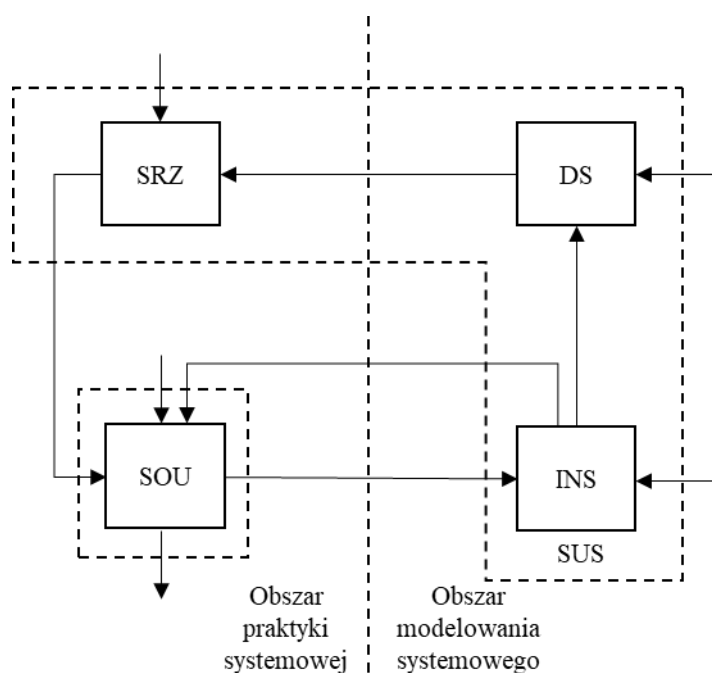 SRZ
DS
SOU
INS
SUS
Obszar
praktyki
systemowej
Obszar
modelowania
systemowego